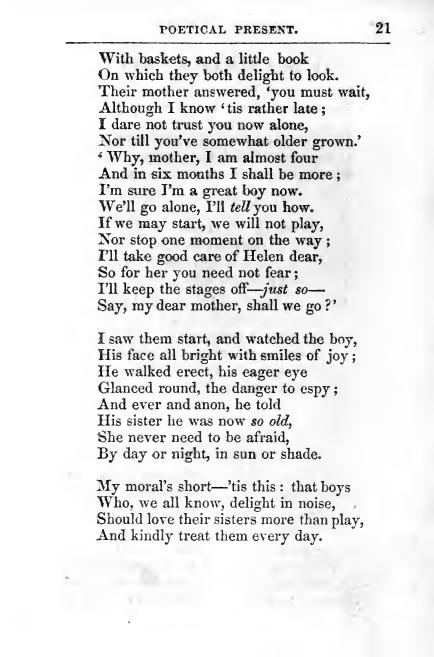 POETICAL PRESENT. 21
With baskets, and a little book
On which they both delight to look.
Their mother answered, ‘you must wait,
Although I know ‘tis rather late ;
I dare not trust you now alone,
Nor till you've somewhat older grown.’
‘ Why, mother, I am almost four
And in six months I shall be more ;
I'm sure I'm a great boy now.
We'll go alone, I'll tell you how.
If we may start, we will not play,
Nor stop one moment on the way ;
I'll take good care of Helen dear,
So for her you need not fear ;
I'll keep the stages off—just so—
Say, my dear mother, shall we go ?’
I saw them start, and watched the boy,
His face all bright with smiles of joy ;
He walked erect, his eager eye
Glanced round, the danger to espy ;
And ever and anon, he told
His sister he was now so old,
She never need to be afraid,
By day or night, in sun or shade.
My moral's short—'tis this : that boys
Who, we all know, delight in noise,
Should love their sisters more than play,
And kindly treat them every day.